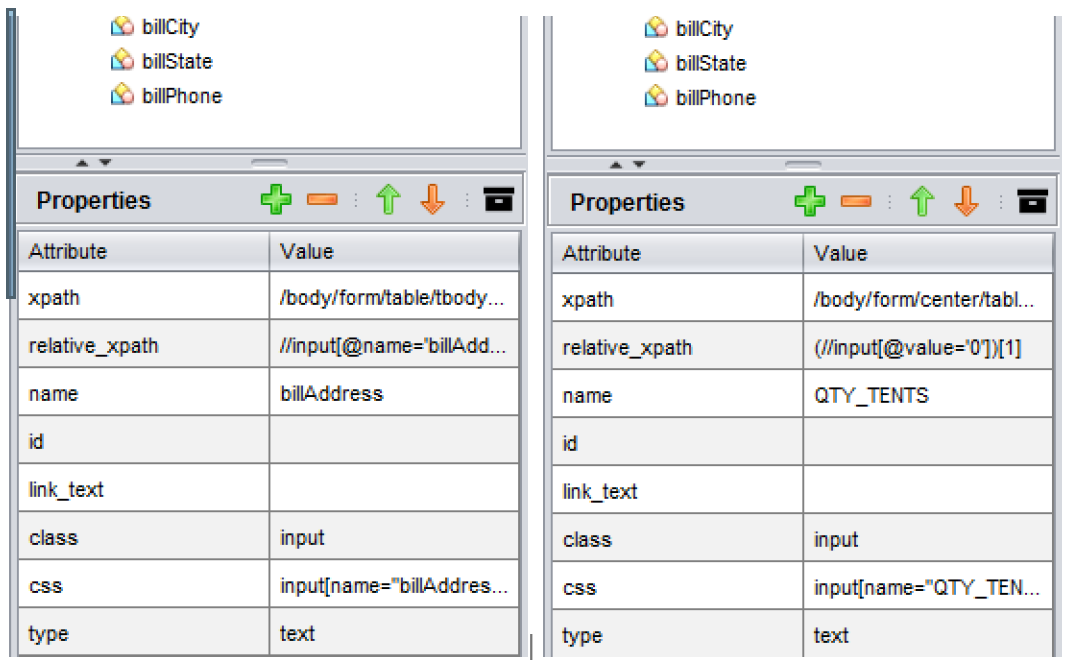 billCity
billState
billPhone
Properties
Attribute Value
xpath /body/form/table/tbody...
relative_xpath //input[@name='billAdd...
name billAddress
id
link_text
class input
css input[name="billAddres...
type text
billCity
billState
billPhone
Properties
Attribute Value
xpath /body/form/center/tabl...
relative_xpath (//input[@value='0'])[1]
name QTY_TENTS
id
link_text
class input
css input[name="QTY_TEN...
type text